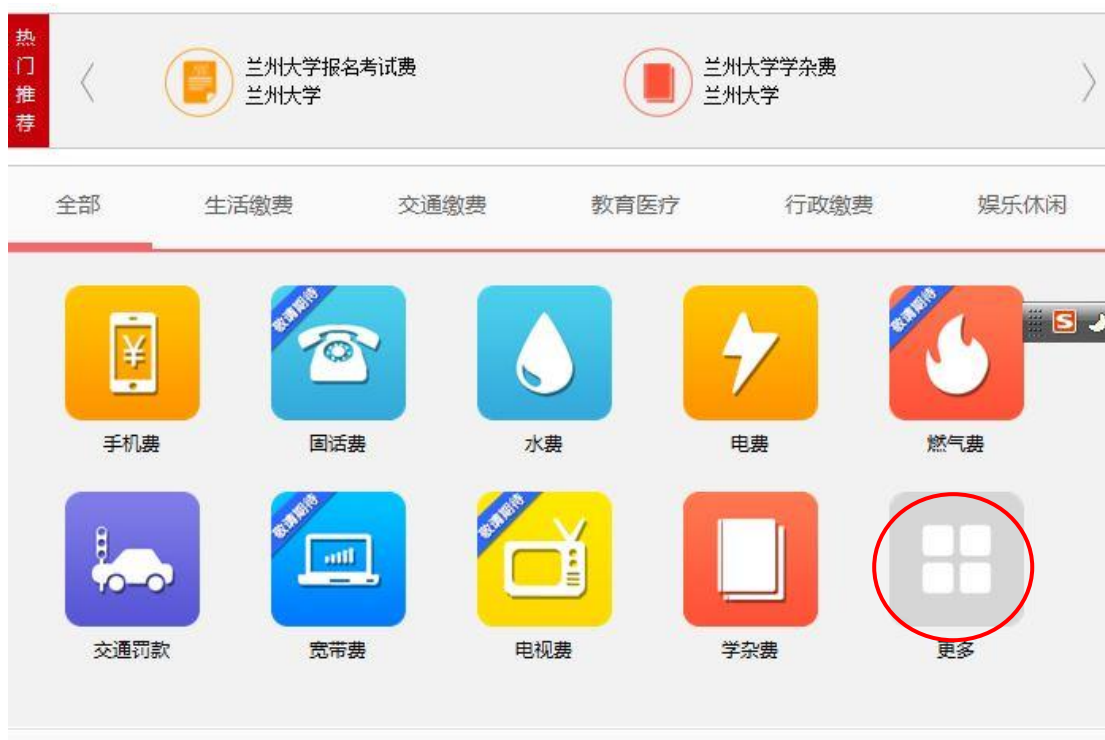 热门推荐
兰州大学报名考试费
兰州大学
兰州大学学杂费
兰州大学
全部
生活缴费
交通缴费
教育医疗
行政缴费
娱乐休闲
敬请期待
敬请期待
¥
S
手机费
固话费
水费
电费
燃气费
敬请期待
敬请期待
交通罚款
宽带费
电视费
学杂费
更多